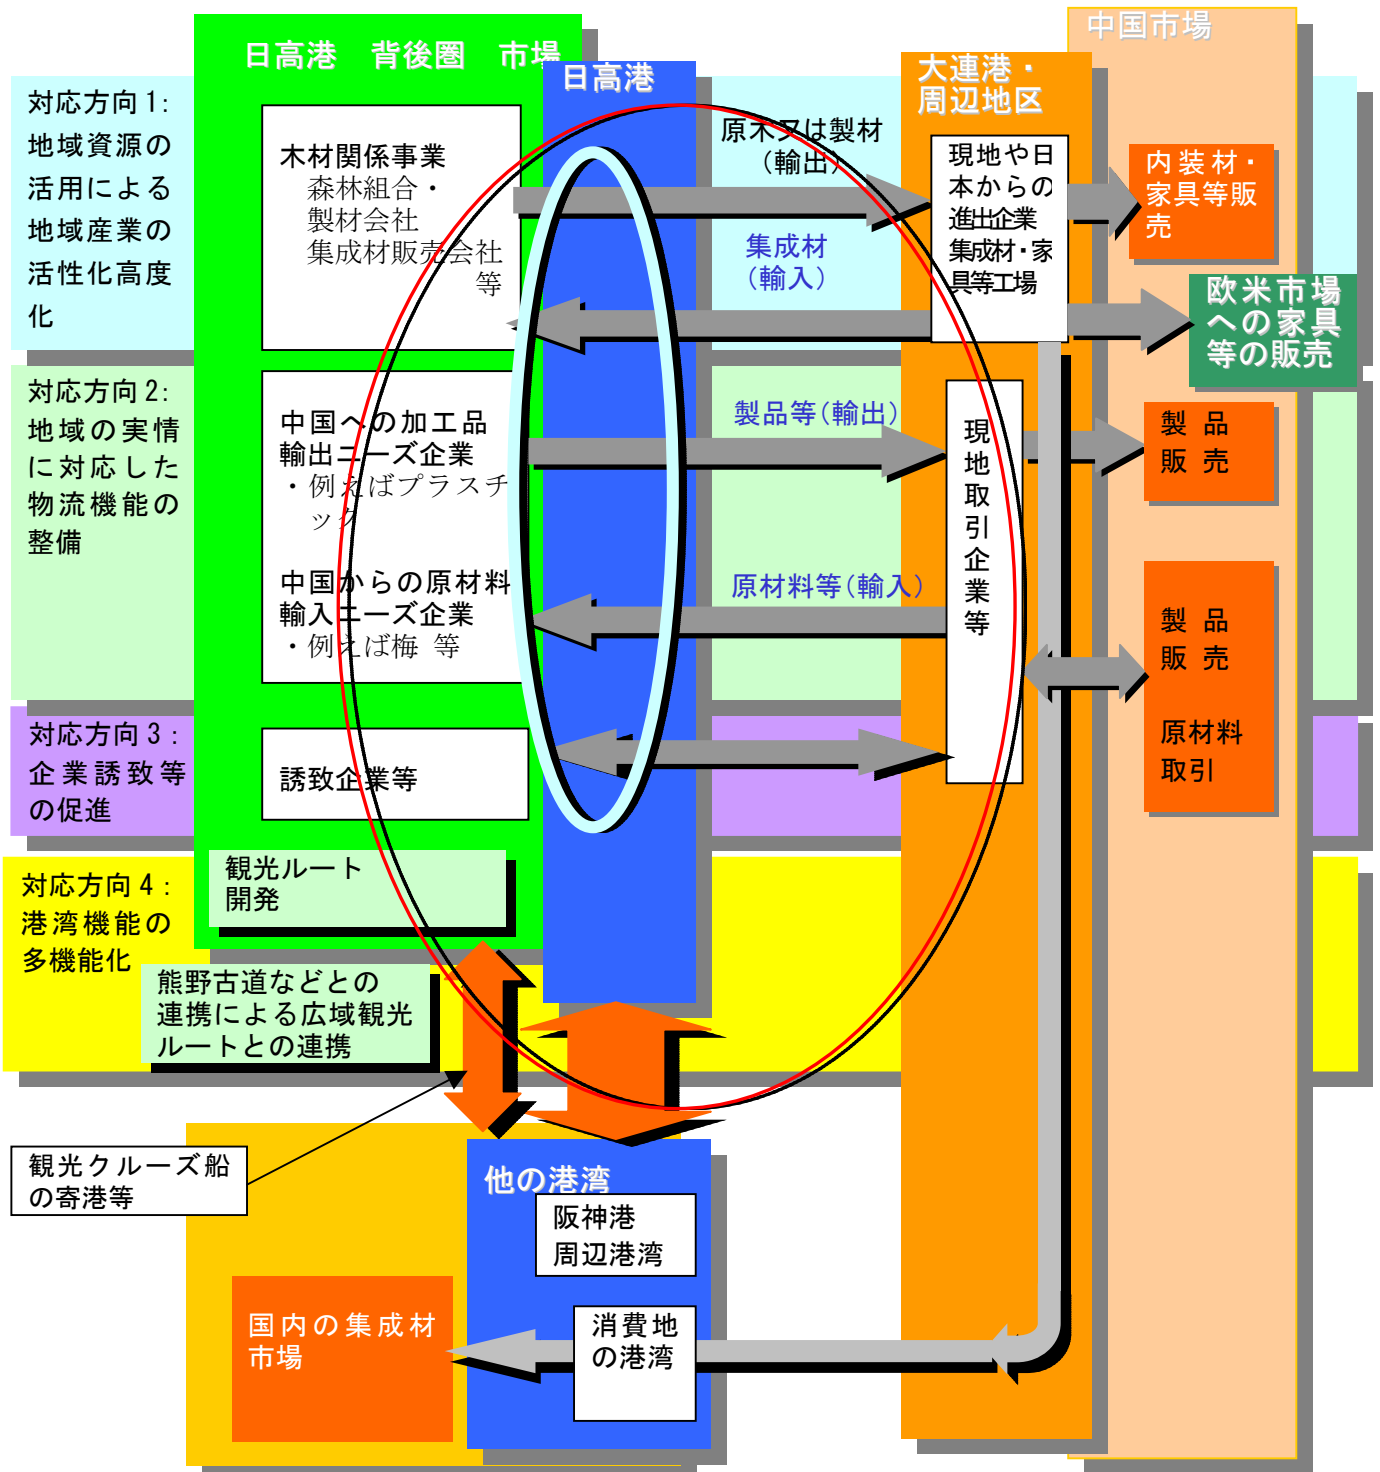 日高港 背後圏 市場
日高港
大連港・
周辺地区
中国市場
対応方向1:
地域資源の
活用による
地域産業の
活性化高度
化
木材関係事業
森林組合・
製材会社
集成材販売会社
等
原木又は製材
(輸出)
集成材
(輸入)
現地や日
本からの
進出企業
集成材・家
具等工場
内装材・
家具等販
売
欧米市場
への家具
等の販売
対応方向2:
地域の実情
に対応した
物流機能の
整備
中国への加工品
輸出ニーズ企業
・例えばプラスチ
ック
中国からの原材料
輸入ニーズ企業
・例えば梅 等
製品等(輸出)
原材料等(輸入)
現地取引企業等
製品
販売
製品
販売
原材料
取引
対応方向3:
企業誘致等
の促進
誘致企業等
対応方向4:
港湾機能の
多機能化
観光ルート
開発
熊野古道などとの
連携による広域観光
ルートとの連携
観光クルーズ船
の寄港等
他の港湾
阪神港
周辺港湾
国内の集成材
市場
消費地
の港湾